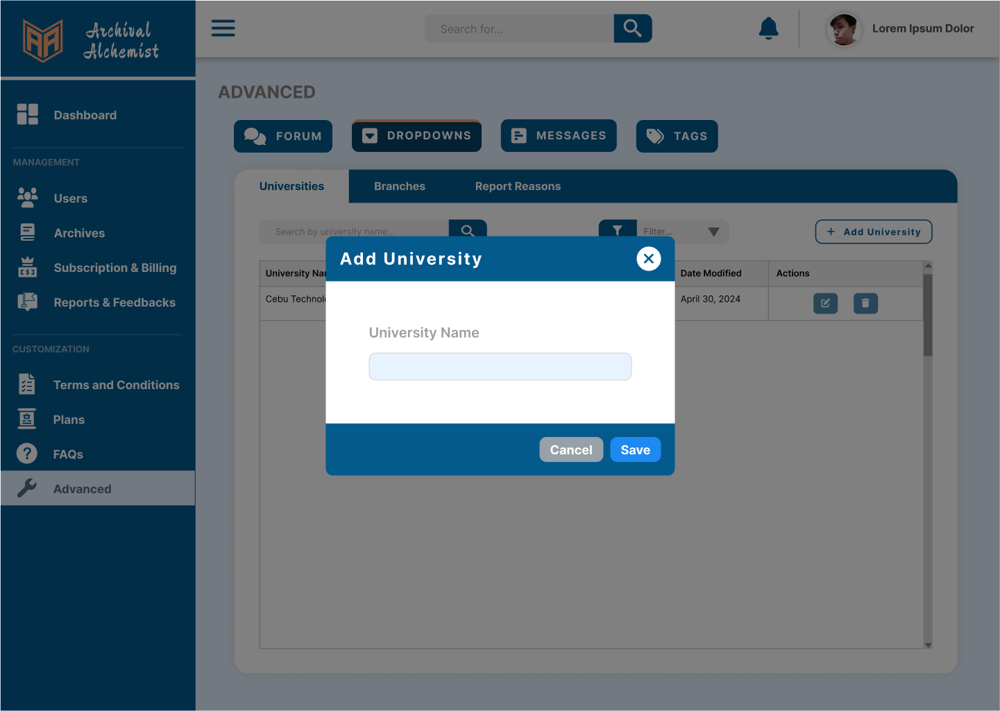 Archival
Alchemist
Search for...
Lorem Ipsum Dolor
Dashboard
MANAGEMENT
Users
Archives
Subscription & Billing
Reports & Feedbacks
CUSTOMIZATION
Terms and Conditions
Plans
FAQs
Advanced
ADVANCED
FORUM
DROPDOWNS
MESSAGES
TAGS
Universities
Branches
Report Reasons
Search by university name...
Filter...
+ Add University
University Na
Date Modified
Actions
Cebu Technol
April 30, 2024
Add University
University Name
Cancel
Save